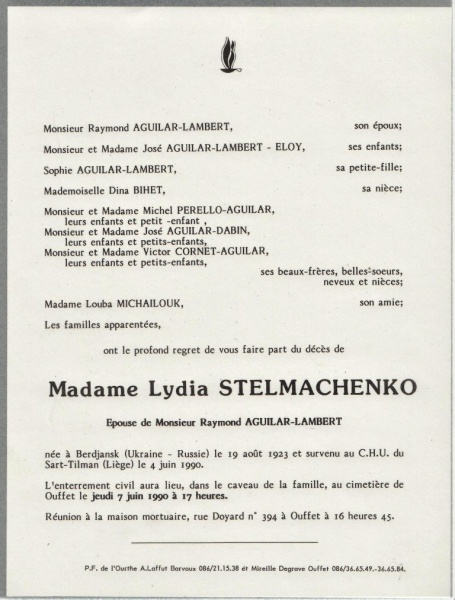 Monsieur Raymond AGUILAR-LAMBERT, son époux;
Monsieur et Madame José AGUILAR-LAMBERT - ELOY, ses enfants;
Sophie AGUILAR-LAMBERT, sa petite-fille;
Mademoiselle Dina BIHET, sa nièce;
Monsieur et Madame Michel PERELLO-AGUILAR,
leurs enfants et petit -enfant ,
Monsieur et Madame José AGUILAR-DABIN,
leurs enfants et petits-enfants,
Monsieur et Madame Victor CORNET-AGUILAR,
leurs enfants et petits-enfants,
ses beaux-frères, belles-soeurs,
neveux et nièces;
Madame Louba MICHAILOUK, son amie;
Les familles apparentées,
ont le profond regret de vous faire part du décès de
Madame Lydia STELMACHENKO
Epouse de Monsieur Raymond AGUILAR-LAMBERT
née à Berdjansk (Ukraine - Russie) le 19 août 1923 et survenu au C.H.U. du
Sart-Tilman (Liège) le 4 juin 1990.
L'enterrement civil aura lieu, dans le caveau de la famille, au cimetière de
Ouffet le jeudi 7 juin 1990 à 17 heures.
Réunion à la maison mortuaire, rue Doyard n° 394 à Ouffet à 16 heures 45.
P.F. de l'Ourthe A.Laffut Barvaux 086/21.15.38 et Mireille Degrave Ouffet 086/36.65.49.-36.65.84.